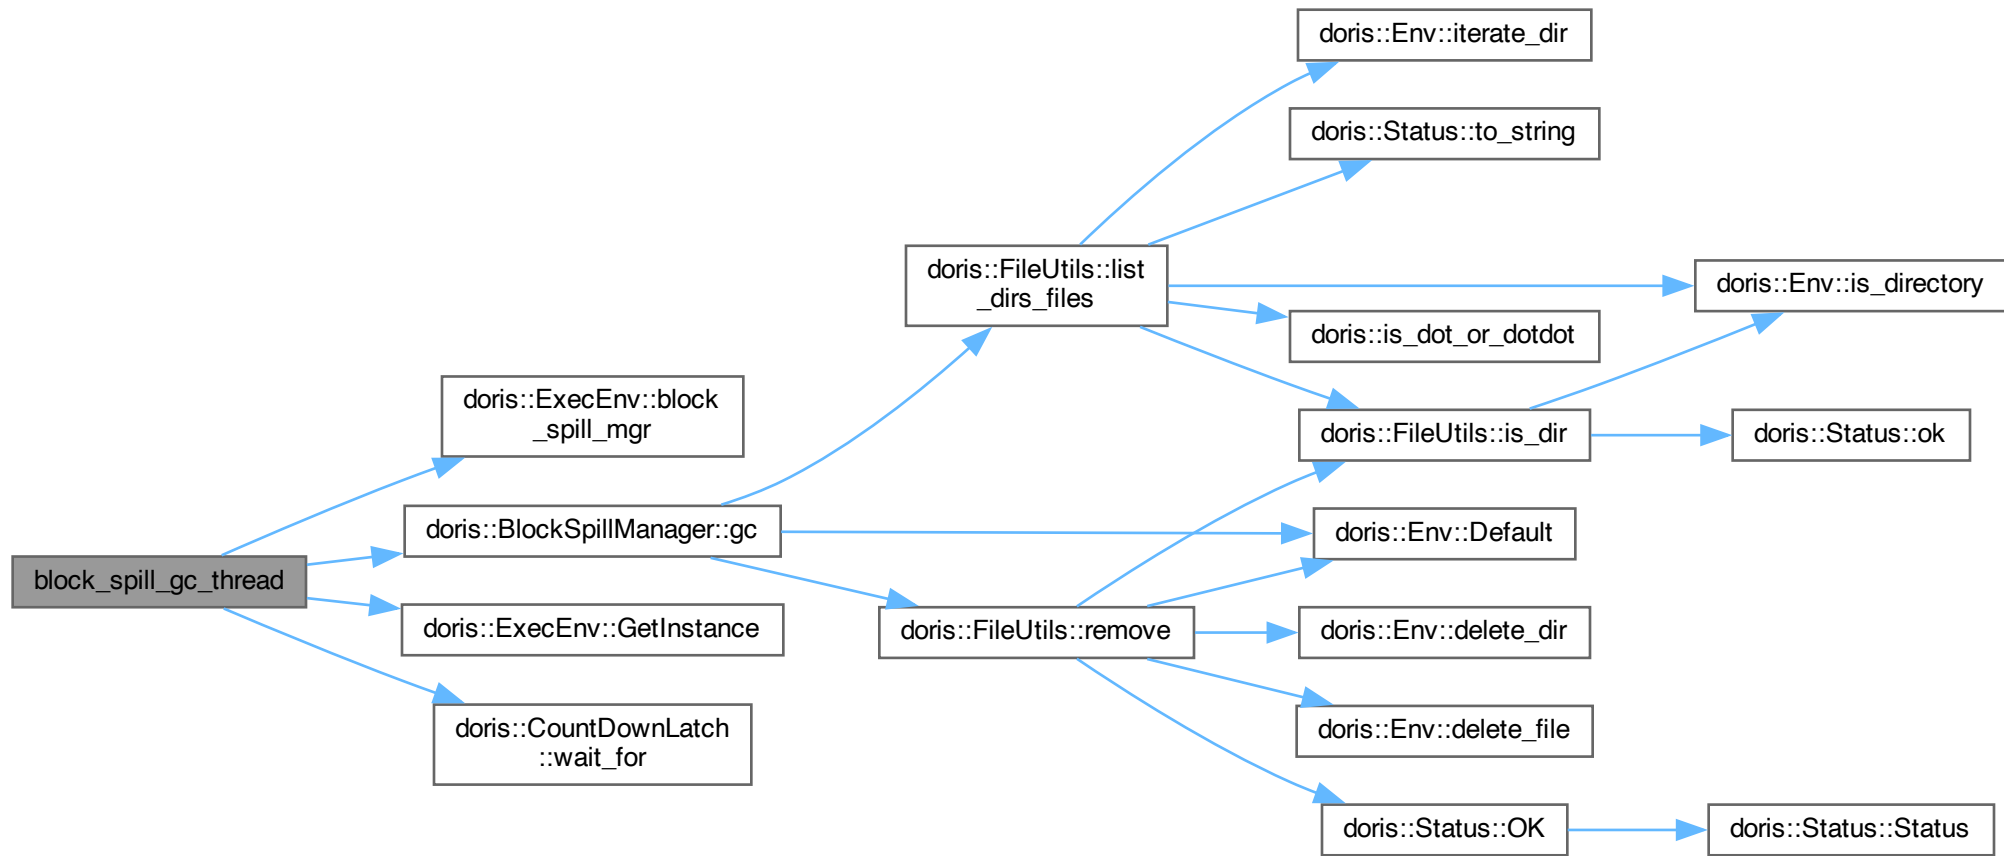 doris::Env::iterate_dir
doris::Status::to_string
doris::FileUtils::list
_dirs_files
doris::Env::is_directory
doris::is_dot_or_dotdot
doris::ExecEnv::block
_spill_mgr
doris::FileUtils::is_dir
doris::Status::ok
doris::BlockSpillManager::gc
doris::Env::Default
block_spill_gc_thread
doris::ExecEnv::GetInstance
doris::FileUtils::remove
doris::Env::delete_dir
doris::CountDownLatch
::wait_for
doris::Env::delete_file
doris::Status::OK
doris::Status::Status